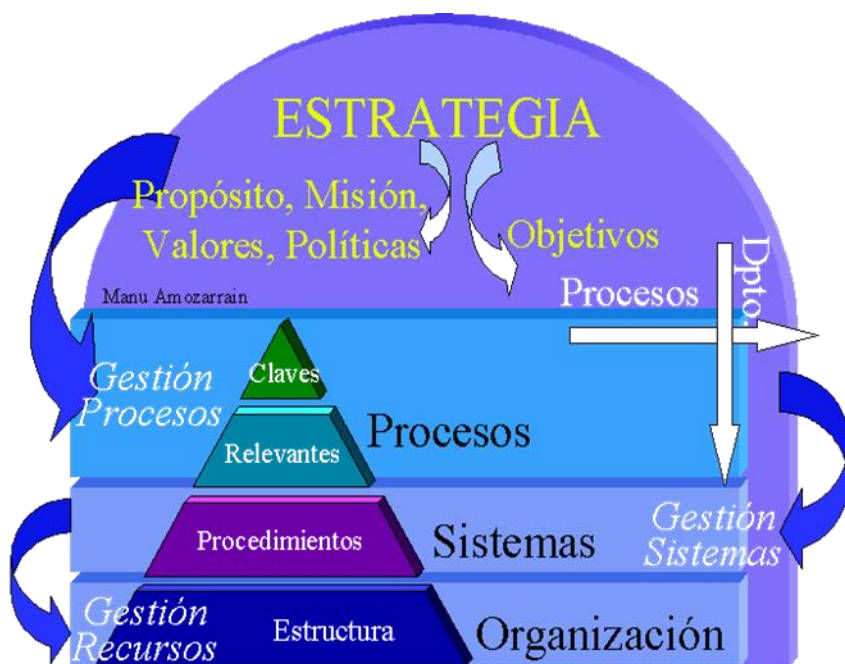 ESTRATEGIA
Propósito, Misión,
Valores, Políticas
Objetivos
Dpto.
Procesos
Manu Amozarrain
Gestión
Procesos
Claves
Relevantes
Procesos
Procedimientos
Sistemas
Gestión
Sistemas
Gestión
Recursos
Estructura
Organización